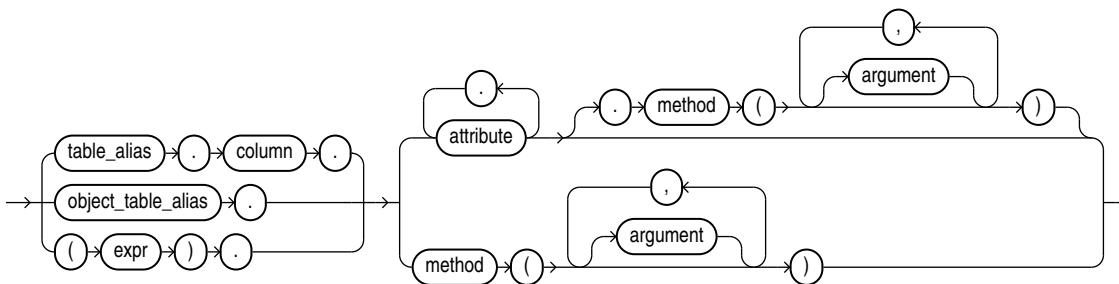 ,
. argument
attribute . method ( )
table_alias . column .
object_table_alias . ,
( expr ) . argument
method ( )